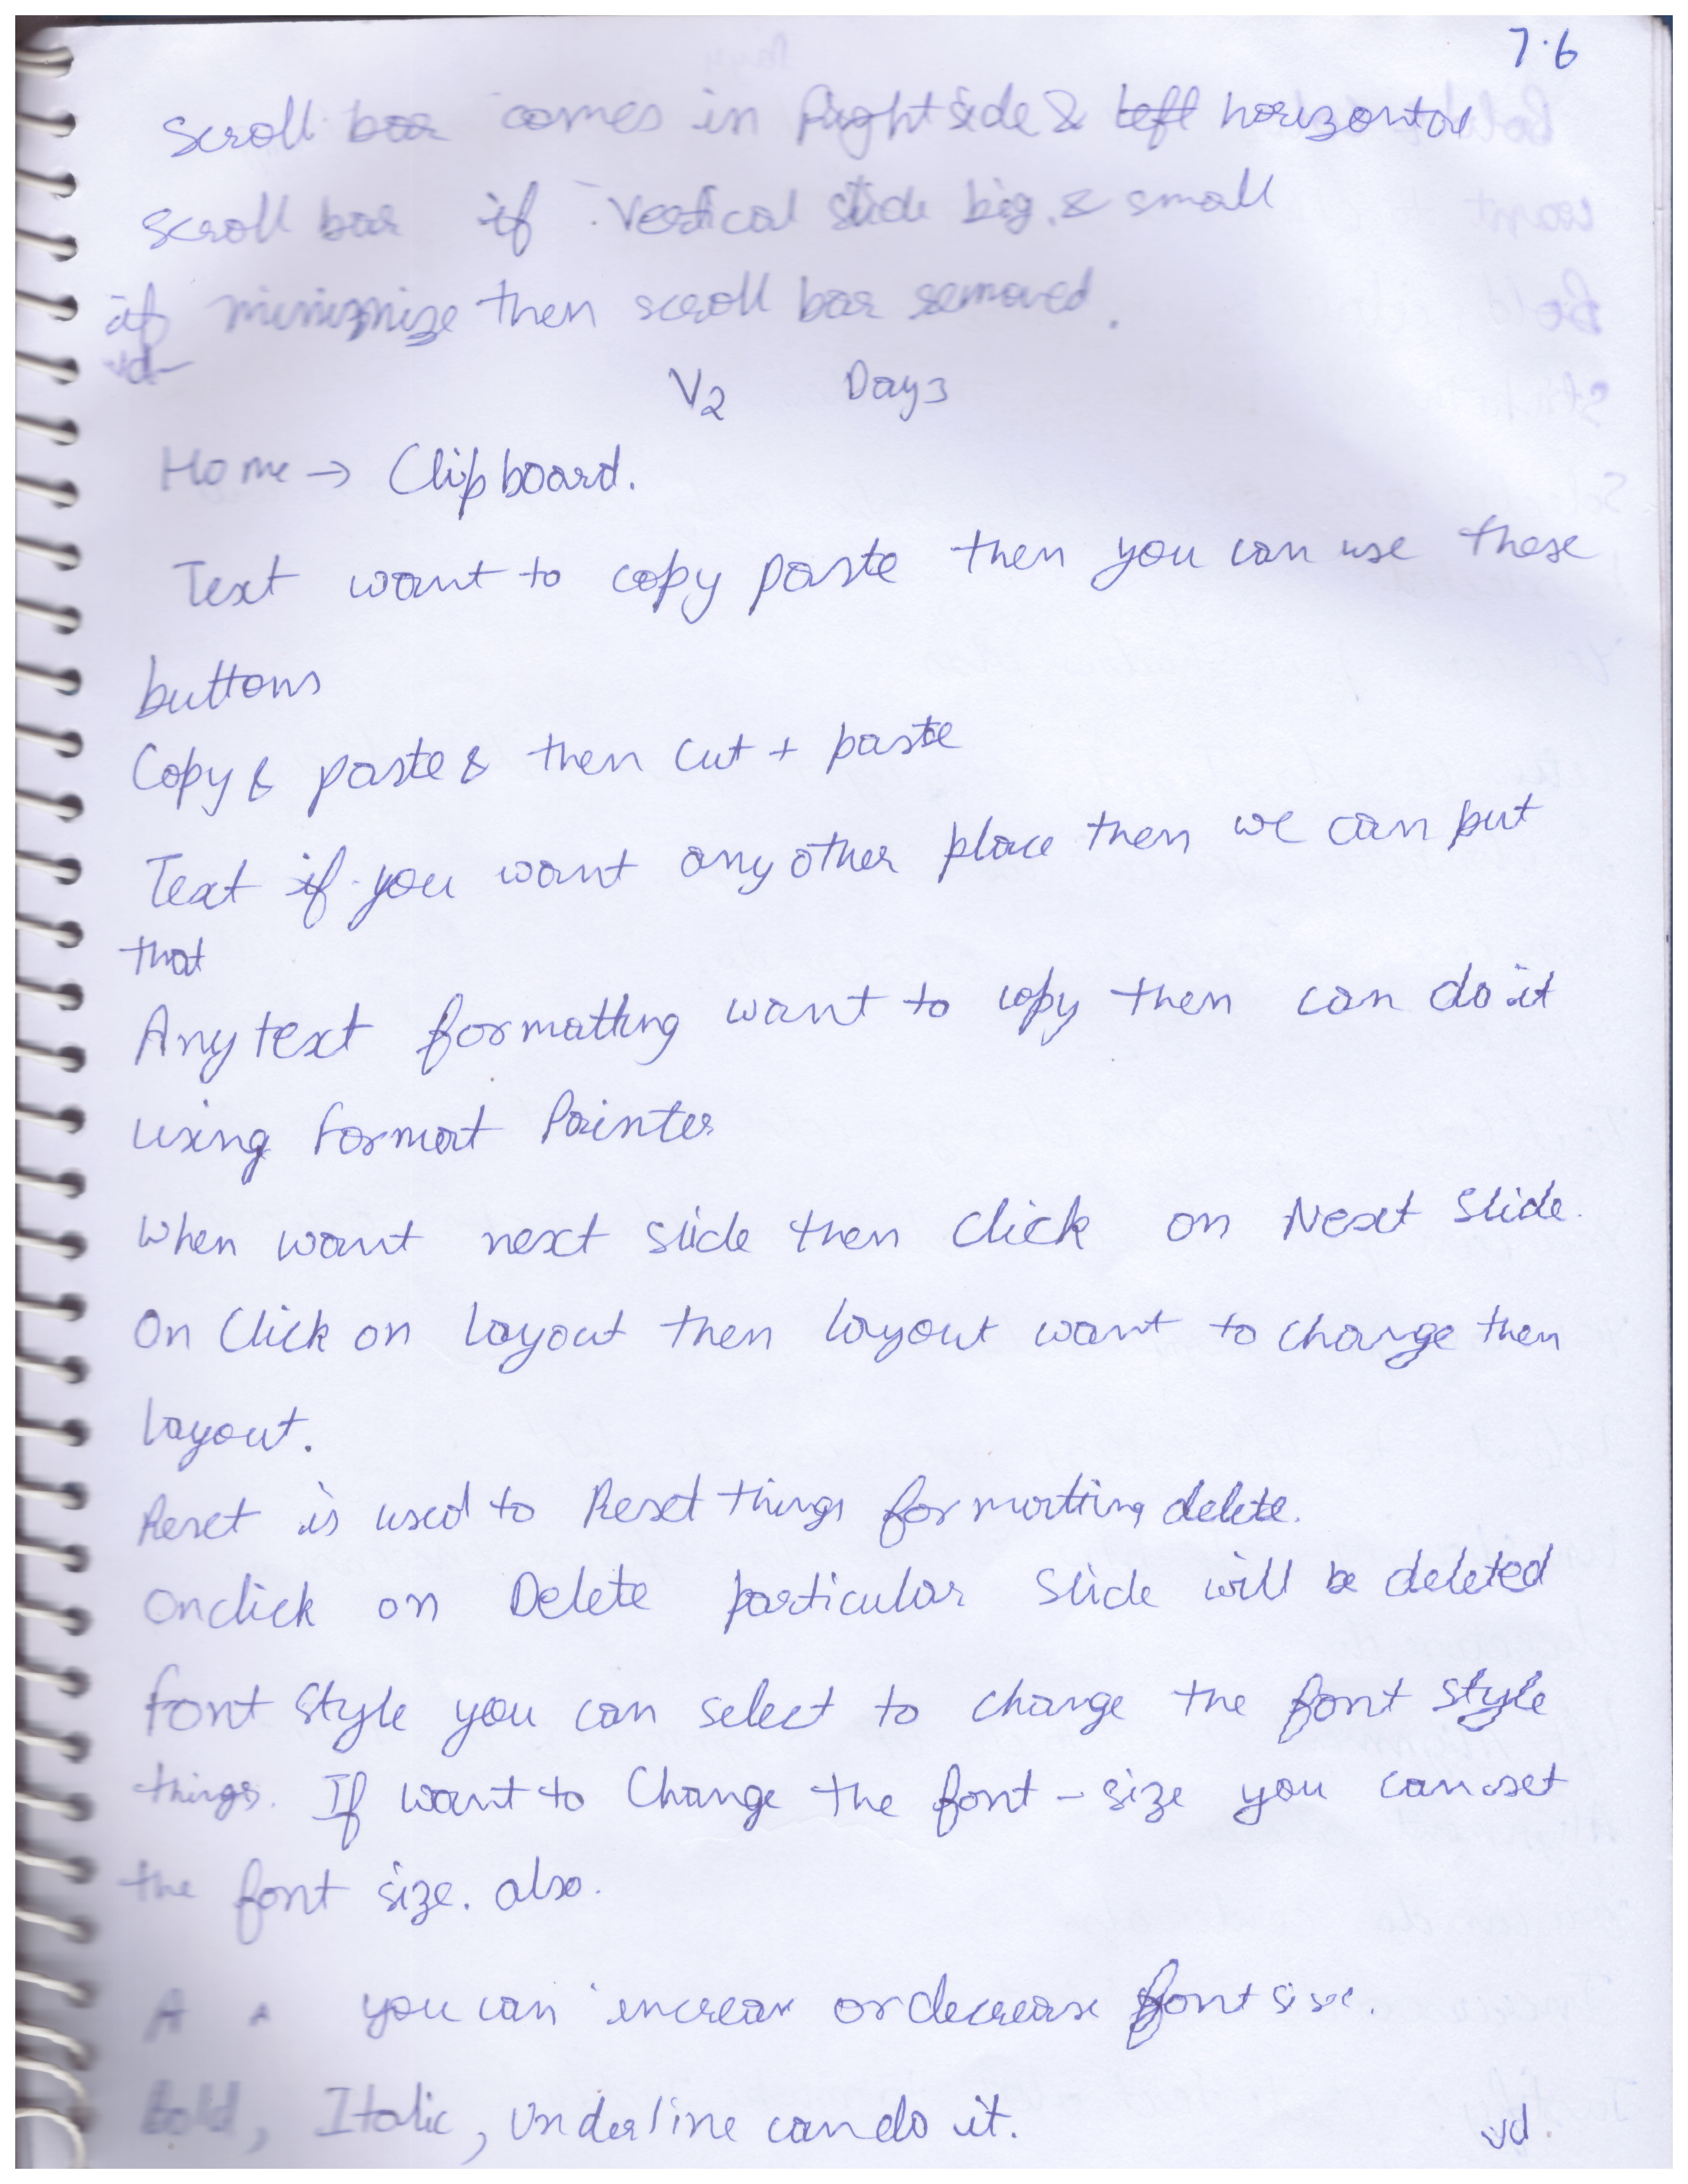 7.6
Scroll bar comes in Right side & left horizontal
scroll bar if Vertical slide big & small
if minimize then scroll bar removed.
vd
V2 Day3
Home → Clipboard.
Text want to copy paste then you can use these
buttons
Copy & paste & then cut + paste
Text if you want any other place then we can put
that
Any text formatting want to copy then can do it
using Format Painter
When want next slide then click on Next Slide.
On Click on layout then layout want to change then
layout.
Reset is used to Reset things formatting delete.
Onclick on Delete particular slide will be deleted
font style you can select to change the font style
things. If want to Change the font - size you can set
the font size. also.
A A you can increase or decrease font size.
Bold, Italic, Underline can do it.
vd.